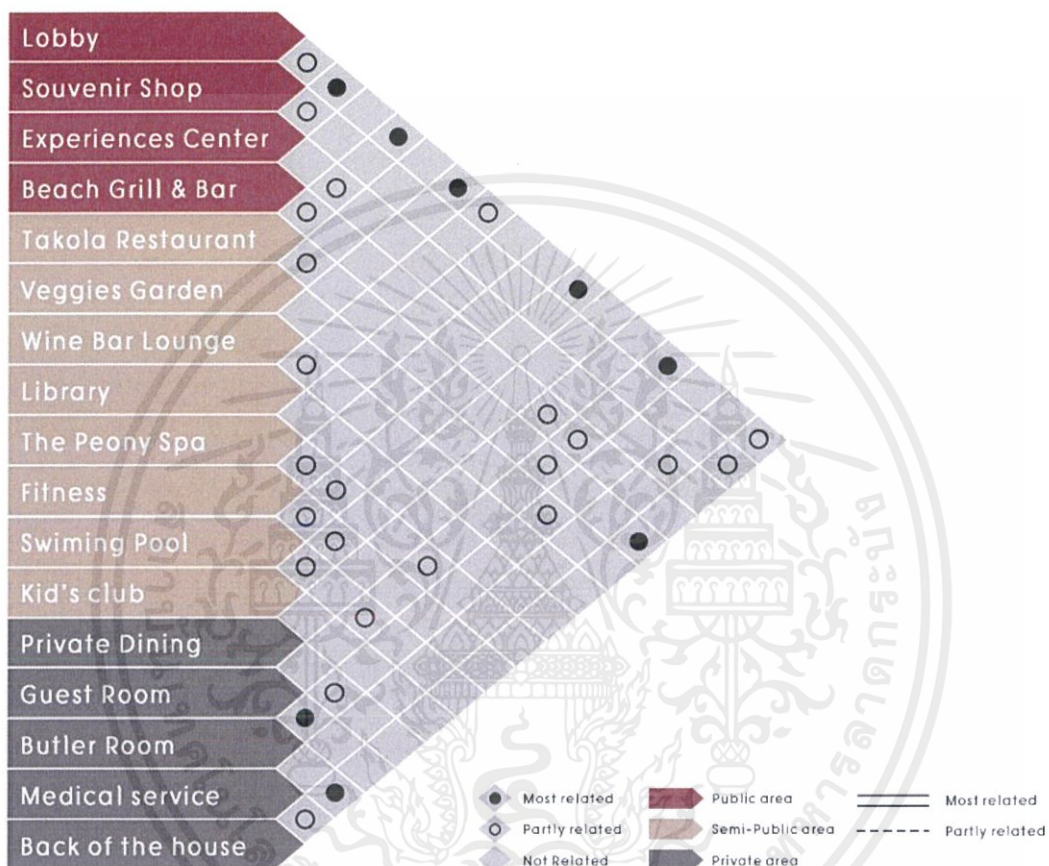 Lobby
Souvenir Shop
Experiences Center
Beach Grill & Bar
Takola Restaurant
Veggies Garden
Wine Bar Lounge
Library
The Peony Spa
Fitness
Swiming Pool
Kid's club
Private Dining
Guest Room
Butler Room
Medical service
Back of the house
Most related
Partly related
Not Related
Public area
Semi-Public area
Private area
Most related
Partly related